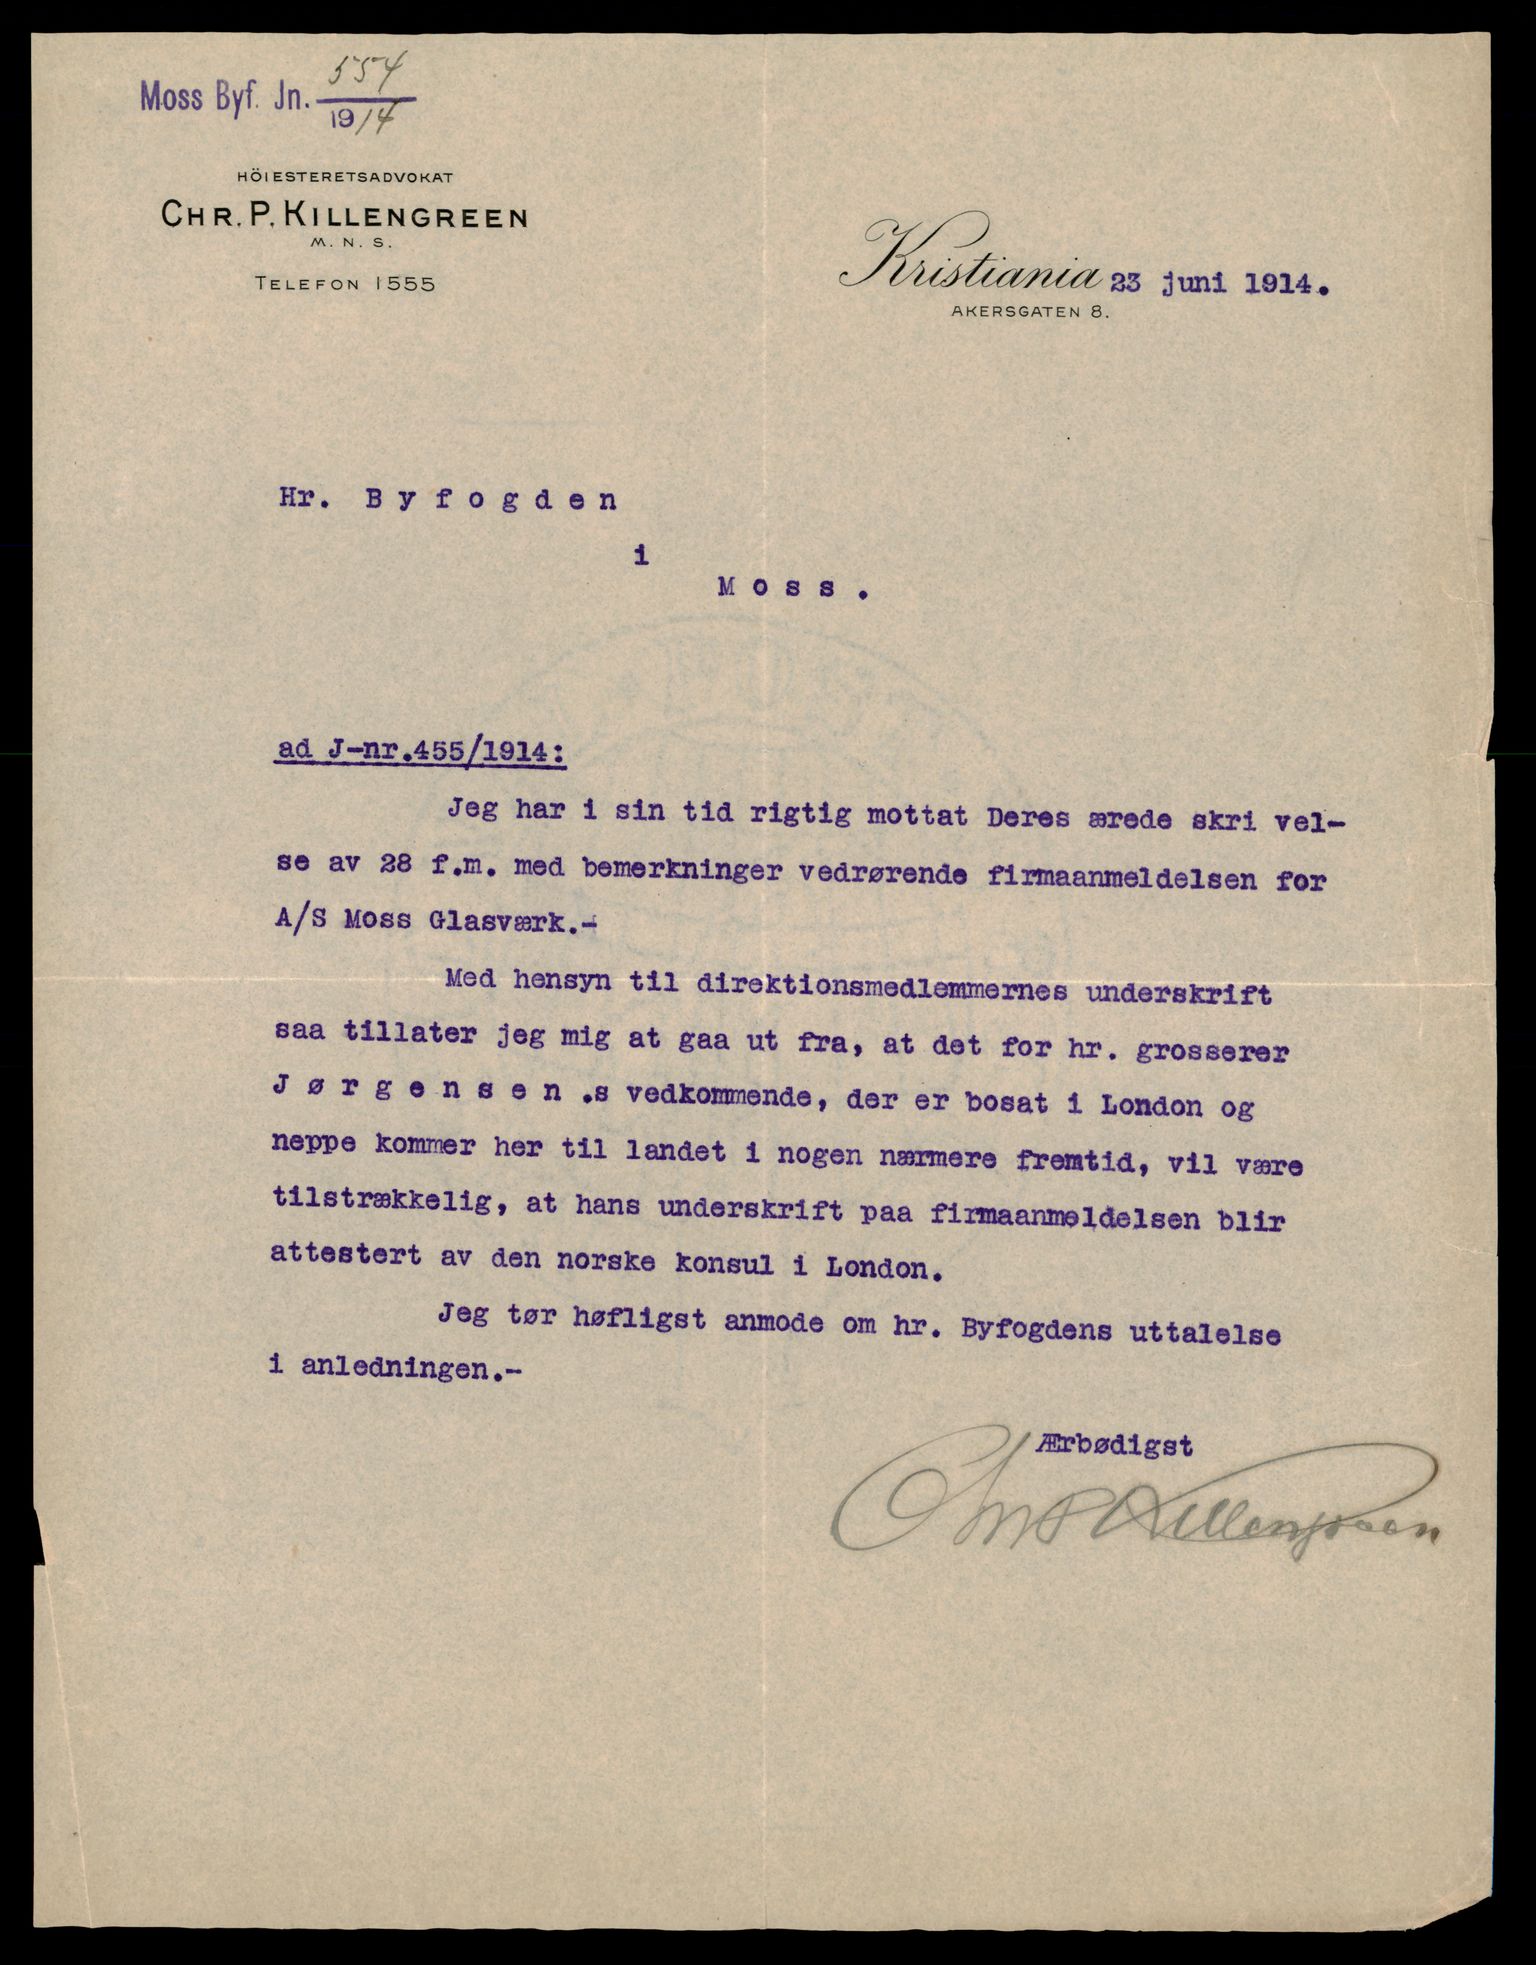 Moss Byf. Jn. 554
1914
HÖIESTERETSADVOKAT
CHR. P. KILLENGREEN
M. N. S.
TELEFON 1555
Kristiania 23 juni 1914.
AKERSGATEN 8.
Hr. Byfogden
i
Moss.
ad J-nr.455/1914:
Jeg har i sin tid rigtig mottat Deres ærede skri vel-
se av 28 f.m. med bemerkninger vedrørende firmaanmeldelsen for
A/S Moss Glasværk.-
Med hensyn til direktionsmedlemmernes underskrift
saa tillater jeg mig at gaa ut fra, at det for hr. grosserer
Jørgensen.s vedkommende, der er bosat i London og
neppe kommer her til landet i nogen nærmere fremtid, vil være
tilstrækkelig, at hans underskrift paa firmaanmeldelsen blir
attestert av den norske konsul i London.
Jeg tør høfligst anmode om hr. Byfogdens uttalelse
i anledningen.-
Ærbødigst
Chr P Killengreen